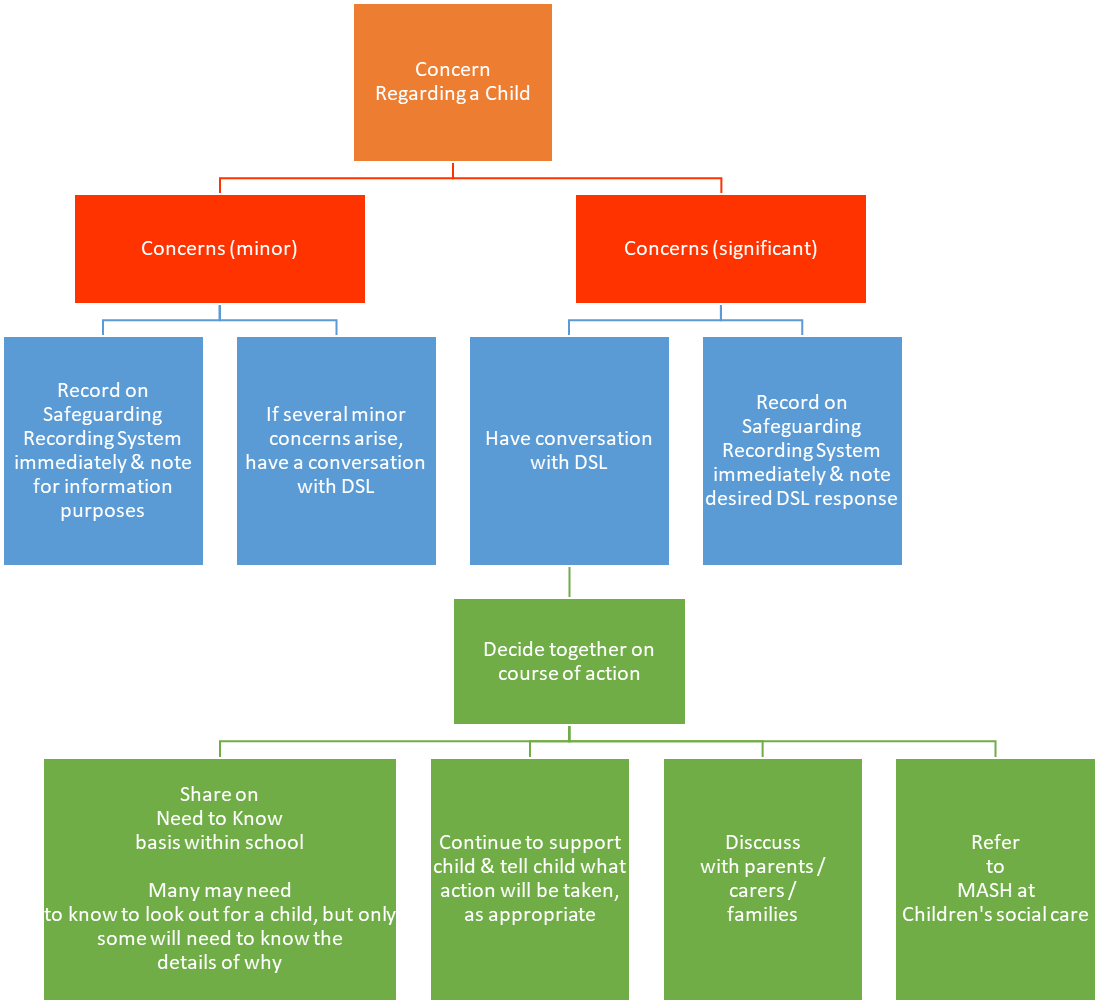 Concern
Regarding a Child
Concerns (minor)
Concerns (significant)
Record on
Safeguarding
Recording System
immediately & note
for information
purposes
If several minor
concerns arise,
have a conversation
with DSL
Have conversation
with DSL
Record on
Safeguarding
Recording System
immediately & note
desired DSL response
Decide together on
course of action
Share on
Need to Know
basis within school
Many may need
to know to look out for a child, but only
some will need to know the
details of why
Continue to support
child & tell child what
action will be taken,
as appropriate
Disccuss
with parents /
carers /
families
Refer
to
MASH at
Children's social care